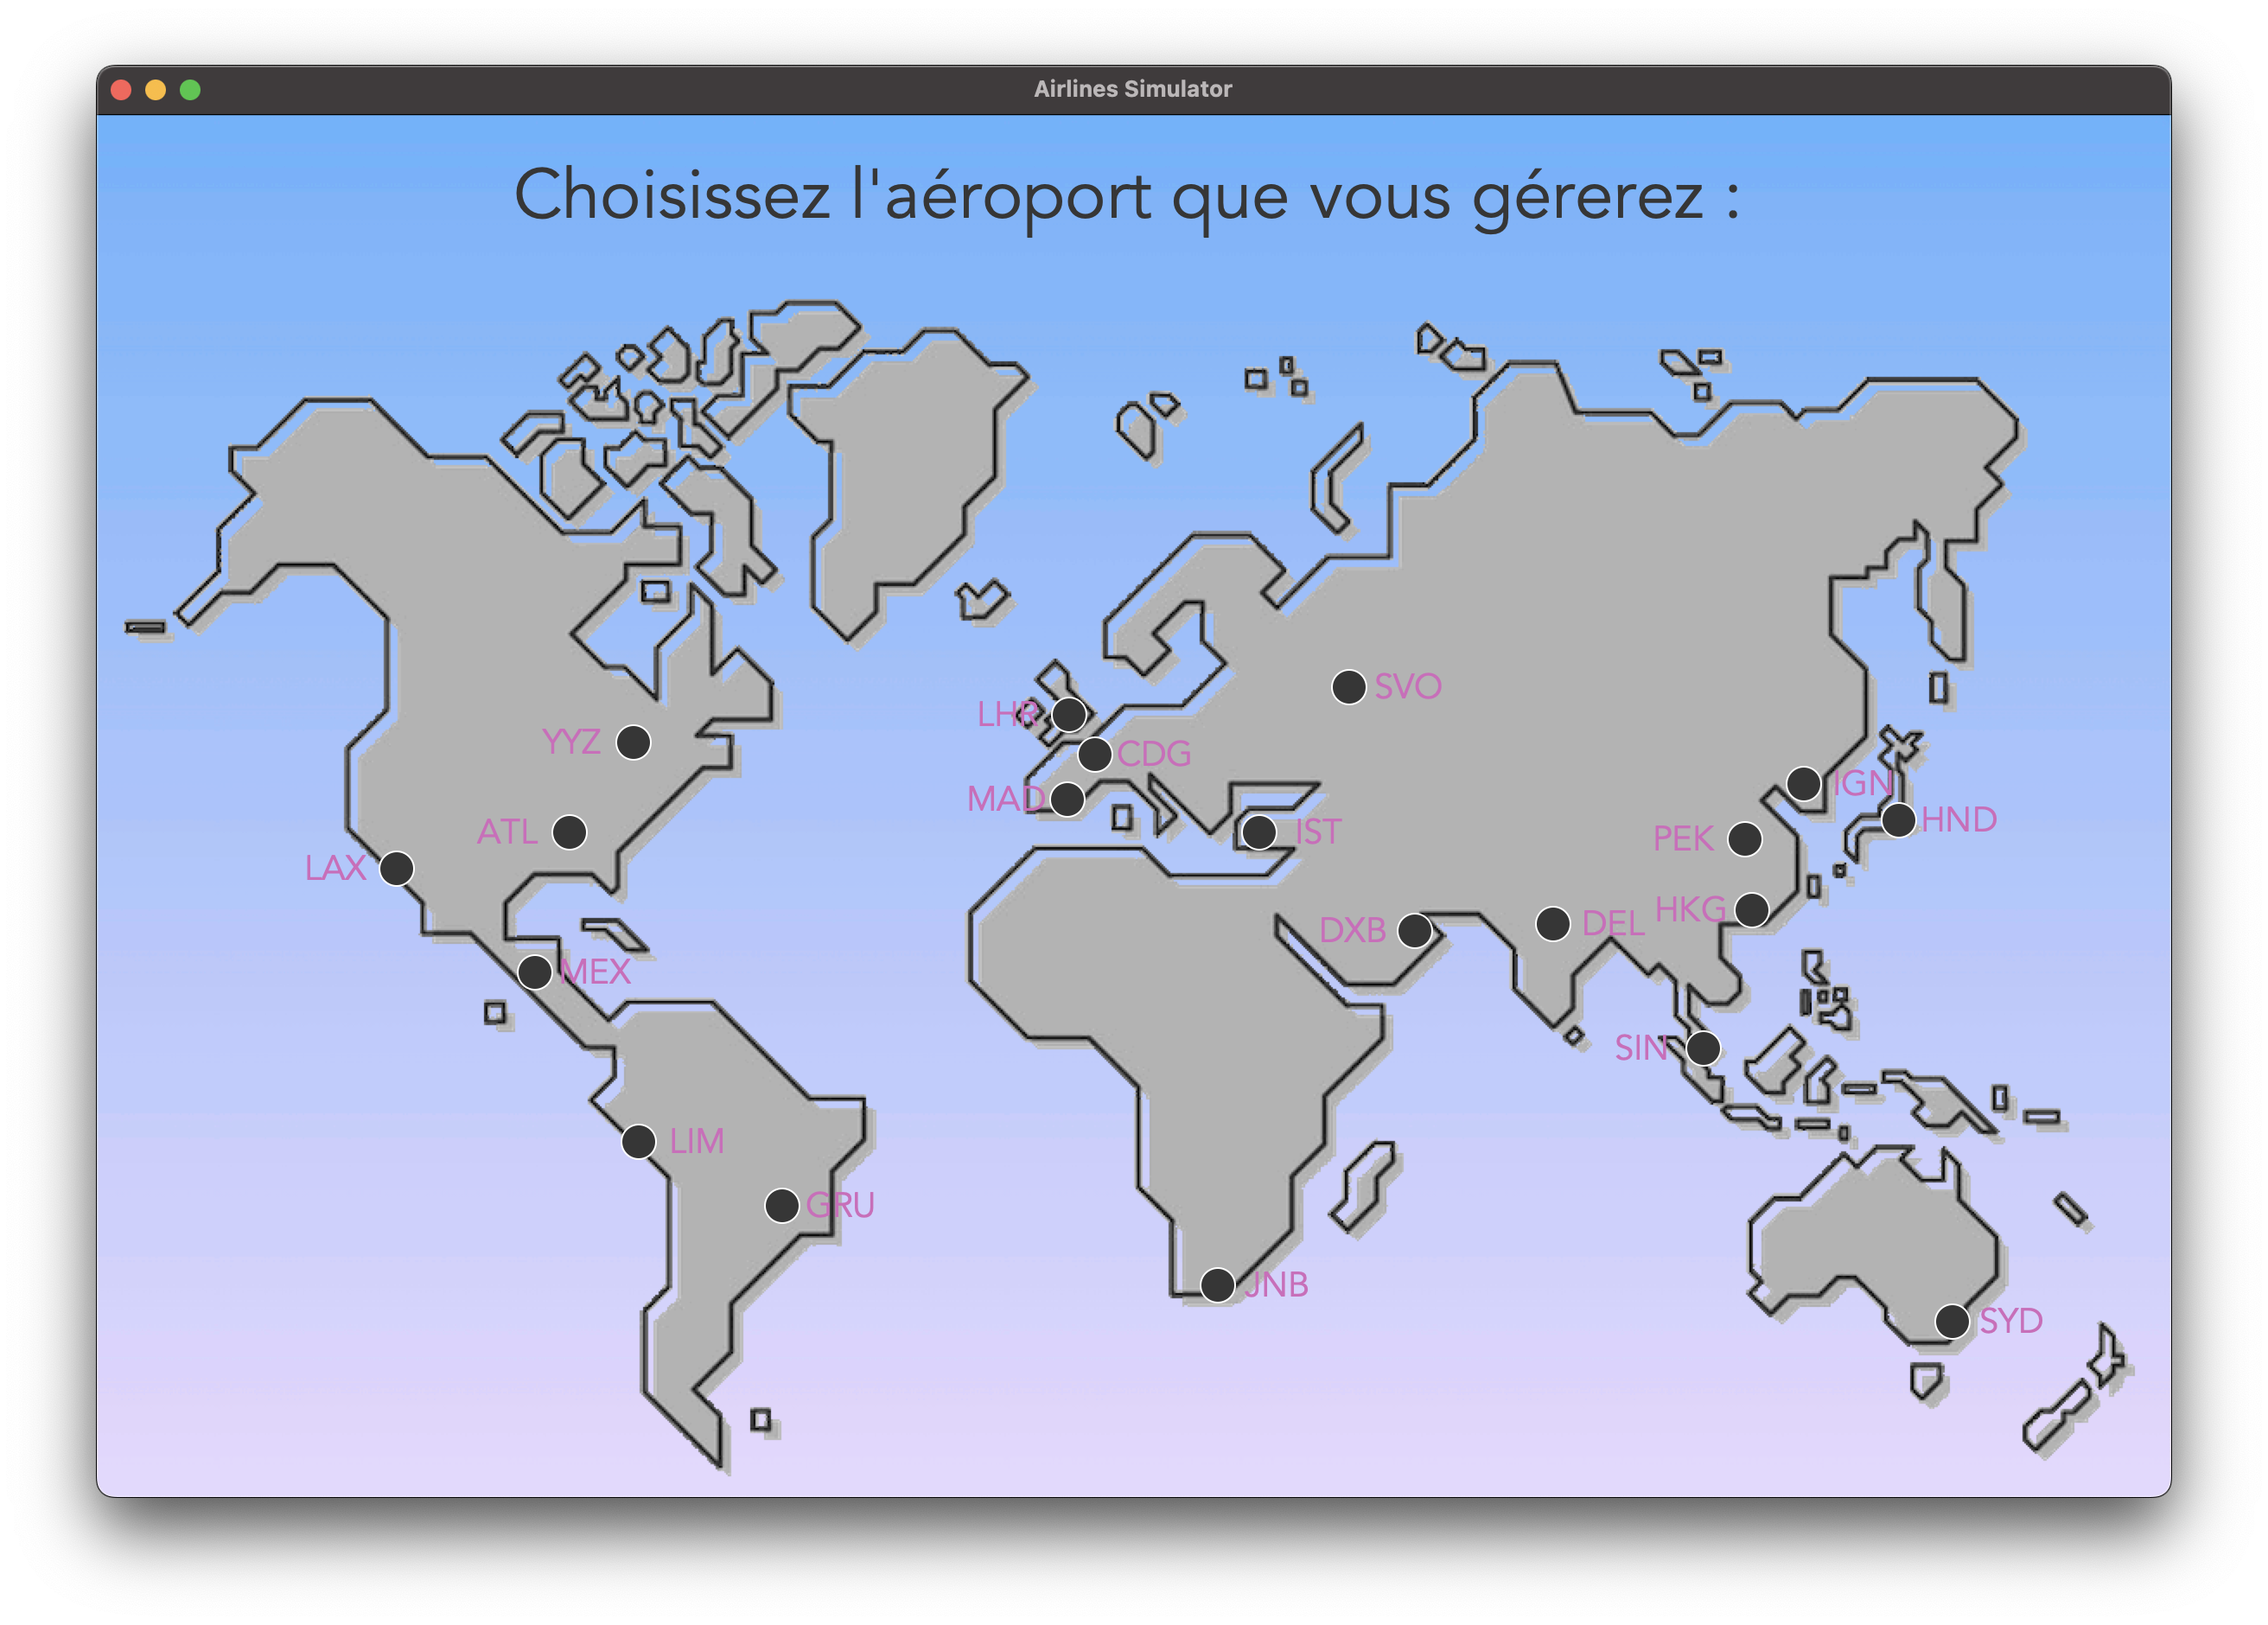 Airlines Simulator
Choisissez l'aéroport que vous gérerez :
SVO
LHR
YYZ
CDG
IGN
MAD
HND
ATL
IST
PEK
LAX
HKG
DEL
DXB
MEX
SIN
LIM
GRU
JNB
SYD